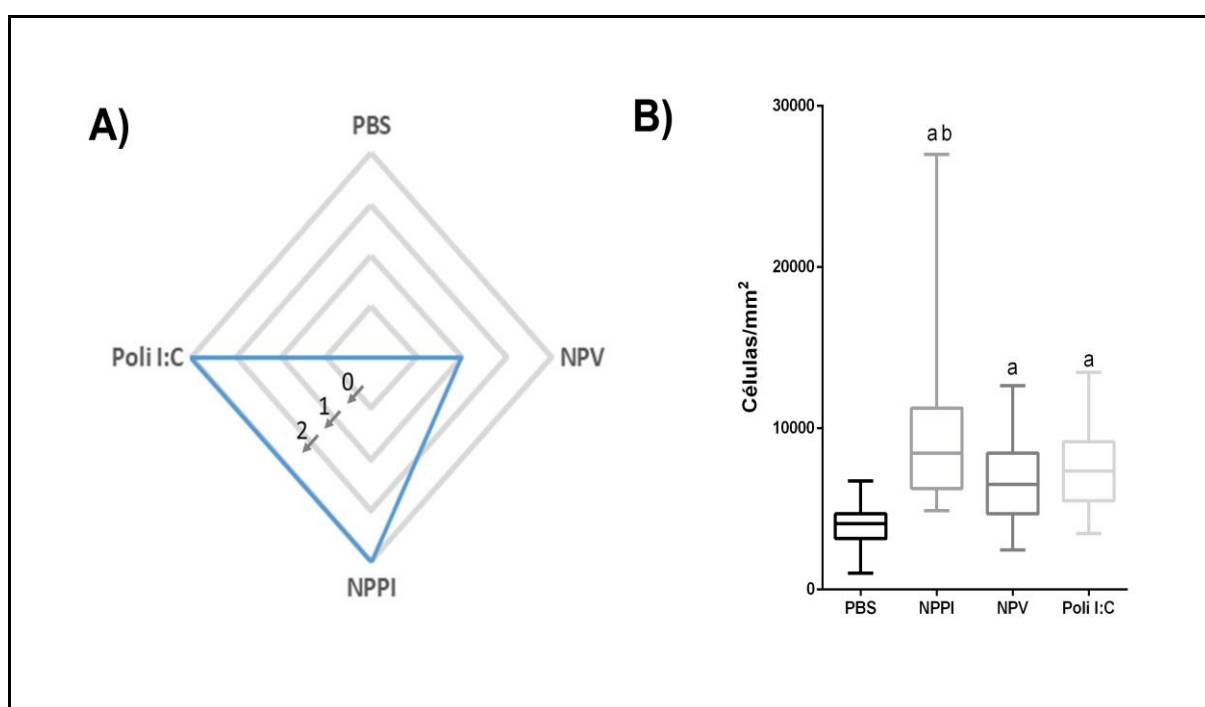 A)
PBS
Poli I:C
NPV
0
1
2
NPPI
B)
Células/mm²
30000
20000
10000
0
a b
a
a
PBS
NPPI
NPV
Poli I:C